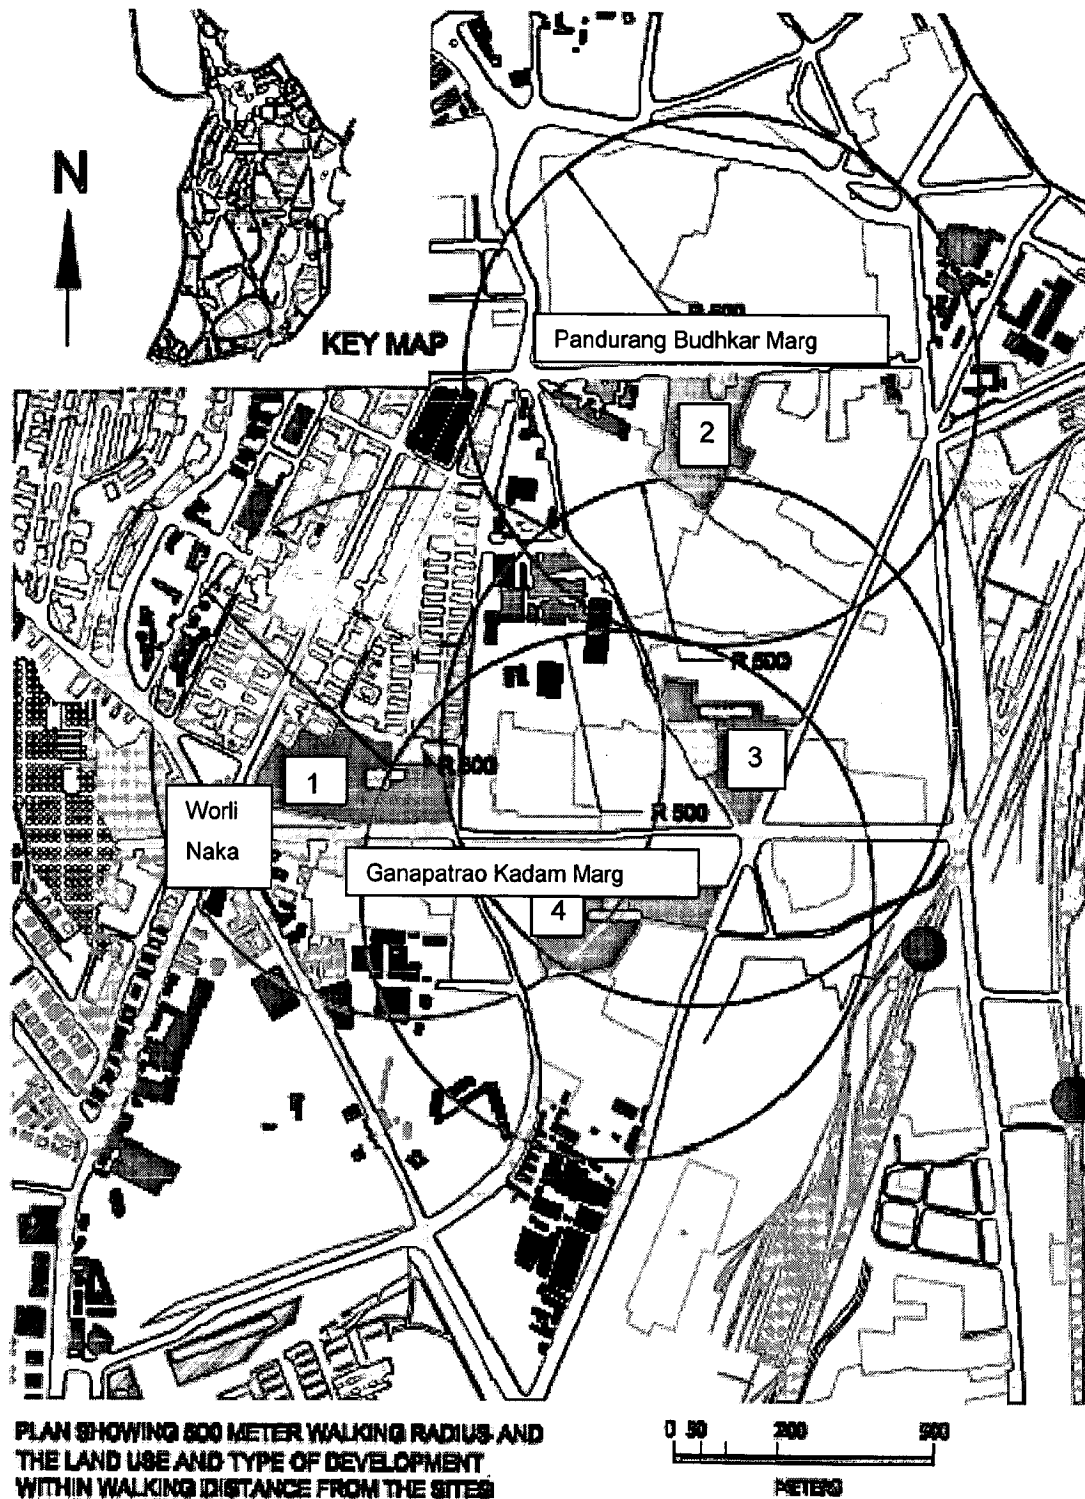 N
KEY MAP
R 500
Pandurang Budhkar Marg
2
R 500
3
1
R 500
R 500
Worli
Naka
Ganapatrao Kadam Marg
4
PLAN SHOWING 500 METER WALKING RADIUS AND
THE LAND USE AND TYPE OF DEVELOPMENT
WITHIN WALKING DISTANCE FROM THE SITES
0 50 200 500
METERS